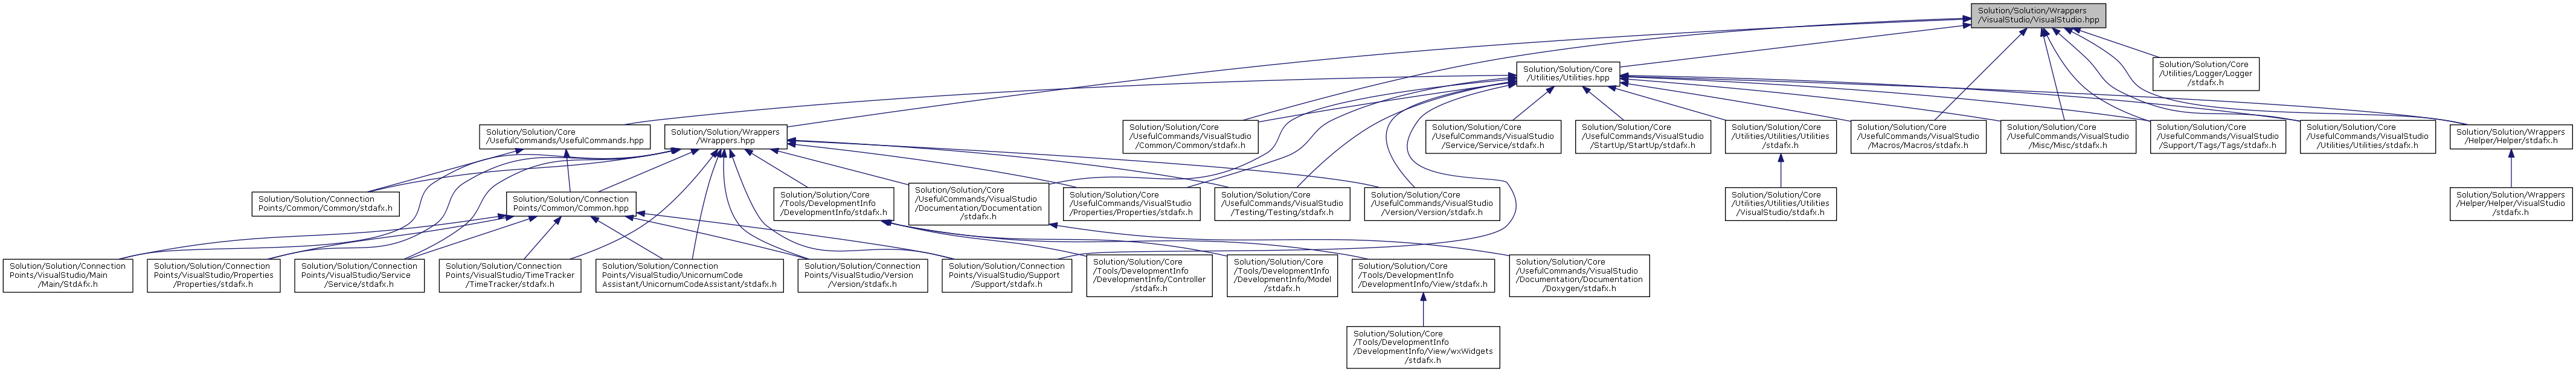 Solution/Solution/Wrappers
/VisualStudio/VisualStudio.hpp
Solution/Solution/Core
/Utilities/Utilities.hpp
Solution/Solution/Core
/Utilities/Logger/Logger
/stdafx.h
Solution/Solution/Core
/UsefulCommands/UsefulCommands.hpp
Solution/Solution/Wrappers
/Wrappers.hpp
Solution/Solution/Core
/UsefulCommands/VisualStudio
/Common/Common/stdafx.h
Solution/Solution/Core
/UsefulCommands/VisualStudio
/Service/Service/stdafx.h
Solution/Solution/Core
/UsefulCommands/VisualStudio
/StartUp/StartUp/stdafx.h
Solution/Solution/Core
/Utilities/Utilities/Utilities
/stdafx.h
Solution/Solution/Core
/UsefulCommands/VisualStudio
/Macros/Macros/stdafx.h
Solution/Solution/Core
/UsefulCommands/VisualStudio
/Misc/Misc/stdafx.h
Solution/Solution/Core
/UsefulCommands/VisualStudio
/Support/Tags/Tags/stdafx.h
Solution/Solution/Core
/UsefulCommands/VisualStudio
/Utilities/Utilities/stdafx.h
Solution/Solution/Wrappers
/Helper/Helper/stdafx.h
Solution/Solution/Connection
Points/Common/Common/stdafx.h
Solution/Solution/Connection
Points/Common/Common.hpp
Solution/Solution/Core
/Tools/DevelopmentInfo
/DevelopmentInfo/stdafx.h
Solution/Solution/Core
/UsefulCommands/VisualStudio
/Documentation/Documentation
/stdafx.h
Solution/Solution/Core
/UsefulCommands/VisualStudio
/Properties/Properties/stdafx.h
Solution/Solution/Core
/UsefulCommands/VisualStudio
/Testing/Testing/stdafx.h
Solution/Solution/Core
/UsefulCommands/VisualStudio
/Version/Version/stdafx.h
Solution/Solution/Core
/Utilities/Utilities/Utilities
/VisualStudio/stdafx.h
Solution/Solution/Wrappers
/Helper/Helper/VisualStudio
/stdafx.h
Solution/Solution/Connection
Points/VisualStudio/Main
/Main/StdAfx.h
Solution/Solution/Connection
Points/VisualStudio/Properties
/Properties/stdafx.h
Solution/Solution/Connection
Points/VisualStudio/Service
/Service/stdafx.h
Solution/Solution/Connection
Points/VisualStudio/TimeTracker
/TimeTracker/stdafx.h
Solution/Solution/Connection
Points/VisualStudio/UnicornumCode
Assistant/UnicornumCodeAssistant/stdafx.h
Solution/Solution/Connection
Points/VisualStudio/Version
/Version/stdafx.h
Solution/Solution/Connection
Points/VisualStudio/Support
/Support/stdafx.h
Solution/Solution/Core
/Tools/DevelopmentInfo
/DevelopmentInfo/Controller
/stdafx.h
Solution/Solution/Core
/Tools/DevelopmentInfo
/DevelopmentInfo/Model
/stdafx.h
Solution/Solution/Core
/Tools/DevelopmentInfo
/DevelopmentInfo/View/stdafx.h
Solution/Solution/Core
/UsefulCommands/VisualStudio
/Documentation/Documentation
/Doxygen/stdafx.h
Solution/Solution/Core
/Tools/DevelopmentInfo
/DevelopmentInfo/View/wxWidgets
/stdafx.h